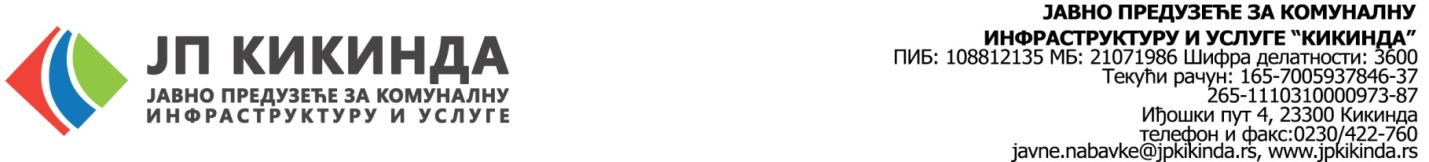 ЈП КИКИНДА
ЈАВНО ПРЕДУЗЕЋЕ ЗА КОМУНАЛНУ
ИНФРАСТРУКТУРУ И УСЛУГЕ
ЈАВНО ПРЕДУЗЕЋЕ ЗА КОМУНАЛНУ
ИНФРАСТРУКТУРУ И УСЛУГЕ “КИКИНДА”
ПИБ: 108812135 МБ: 21071986 Шифра делатности: 3600
Текући рачун: 165-7005937846-37
265-1110310000973-87
Иђошки пут 4, 23300 Кикинда
телефон и факс:0230/422-760
javne.nabavke@jpkikinda.rs, www.jpkikinda.rs